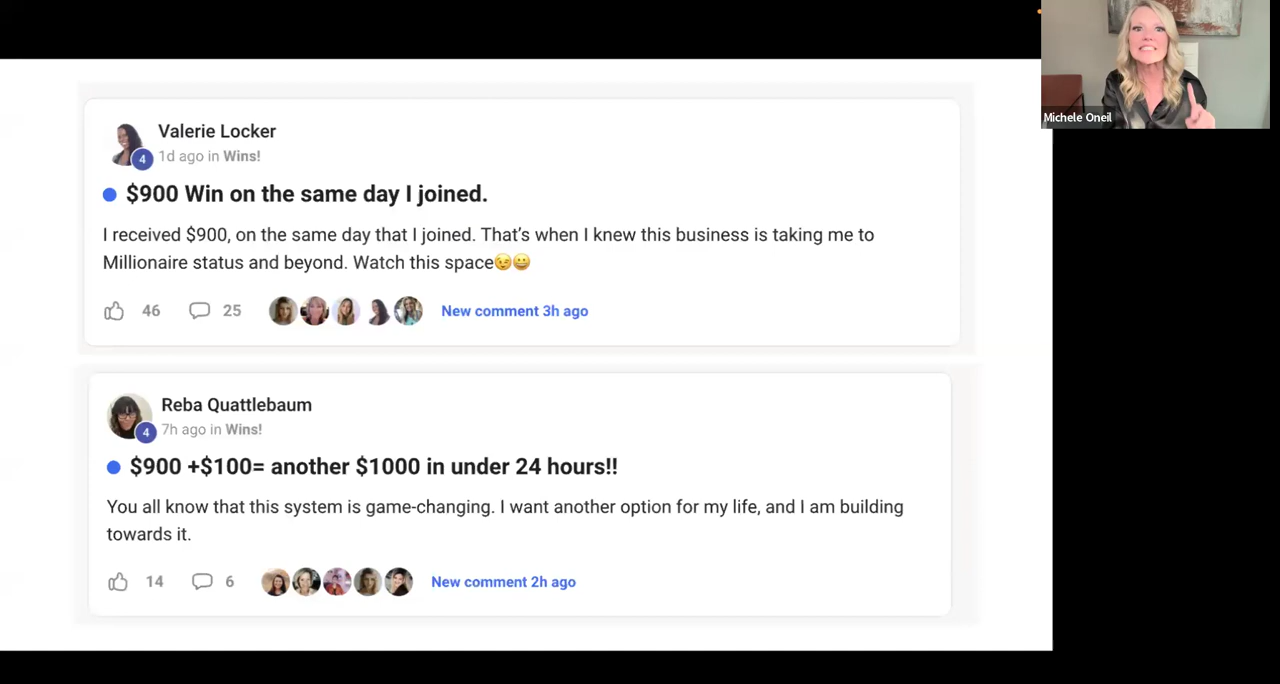 Michele Oneil
Valerie Locker
4
1d ago in Wins!
$900 Win on the same day I joined.
I received $900, on the same day that I joined. That’s when I knew this business is taking me to
Millionaire status and beyond. Watch this space😉😀
46 25 New comment 3h ago
Reba Quattlebaum
4
7h ago in Wins!
$900 +$100= another $1000 in under 24 hours!!
You all know that this system is game-changing. I want another option for my life, and I am building
towards it.
14 6 New comment 2h ago